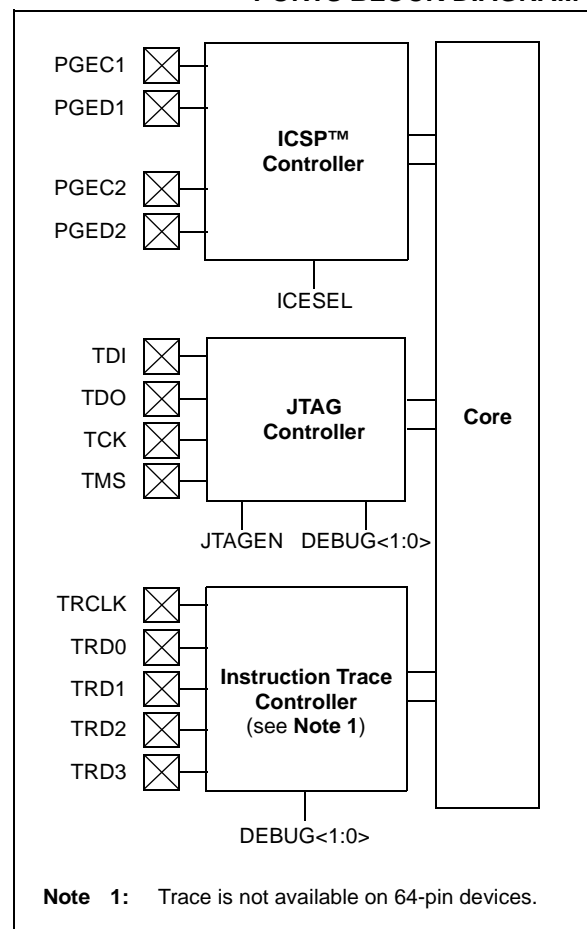 PGEC1
PGED1
ICSP™
Controller
PGEC2
PGED2
ICESEL
TDI
TDO
TCK
TMS
JTAG
Controller
Core
JTAGEN DEBUG<1:0>
TRCLK
TRD0
TRD1
TRD2
TRD3
Instruction Trace
Controller
(see Note 1)
DEBUG<1:0>
Note 1: Trace is not available on 64-pin devices.